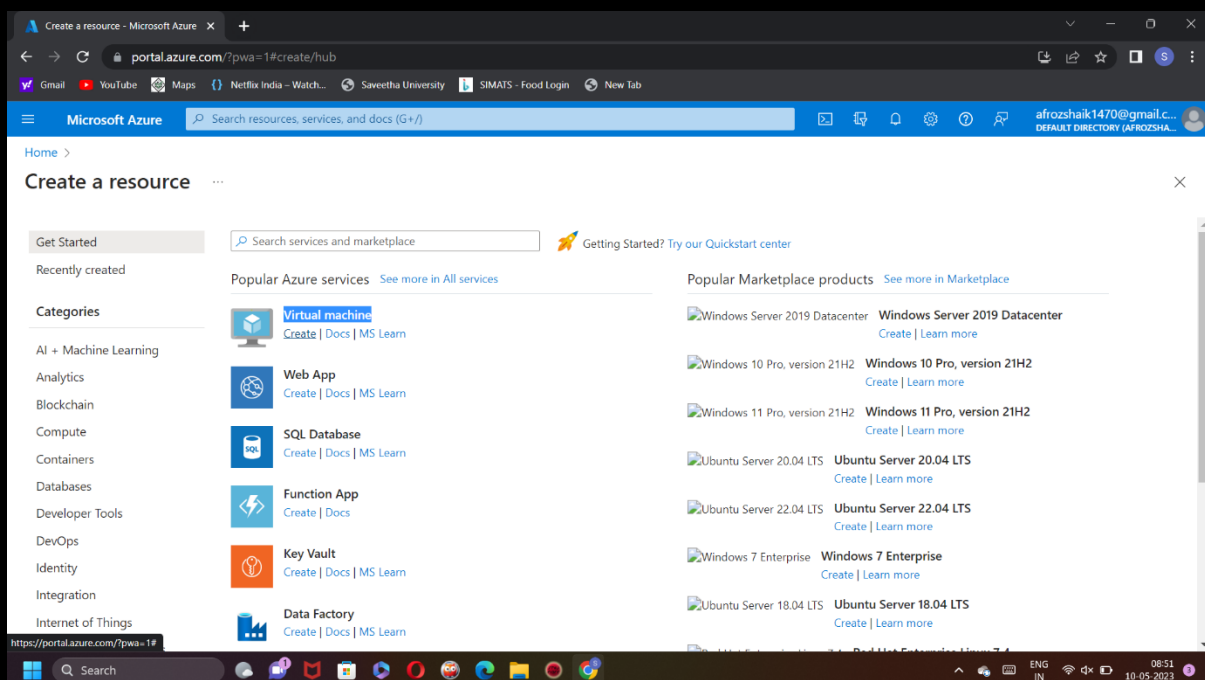 Create a resource - Microsoft Azure
portal.azure.com/?pwa=1#create/hub
Gmail YouTube Maps Netflix India – Watch... Saveetha University SIMATS - Food Login New Tab
S
Microsoft Azure Search resources, services, and docs (G+/) afrozshaik1470@gmail.c...
DEFAULT DIRECTORY (AFROZSHA...
Home >
Create a resource ...
Get Started
Recently created
Categories
AI + Machine Learning
Analytics
Blockchain
Compute
Containers
Databases
Developer Tools
DevOps
Identity
Integration
Internet of Things
https://portal.azure.com/?pwa=1#
Search services and marketplace
Getting Started? Try our Quickstart center
Popular Azure services See more in All services
Virtual machine
Create | Docs | MS Learn
Web App
Create | Docs | MS Learn
SQL
SQL Database
Create | Docs | MS Learn
Function App
Create | Docs
Key Vault
Create | Docs | MS Learn
Data Factory
Create | Docs | MS Learn
Popular Marketplace products See more in Marketplace
Windows Server 2019 Datacenter Windows Server 2019 Datacenter
Create | Learn more
Windows 10 Pro, version 21H2 Windows 10 Pro, version 21H2
Create | Learn more
Windows 11 Pro, version 21H2 Windows 11 Pro, version 21H2
Create | Learn more
Ubuntu Server 20.04 LTS Ubuntu Server 20.04 LTS
Create | Learn more
Ubuntu Server 22.04 LTS Ubuntu Server 22.04 LTS
Create | Learn more
Windows 7 Enterprise Windows 7 Enterprise
Create | Learn more
Ubuntu Server 18.04 LTS Ubuntu Server 18.04 LTS
Create | Learn more
Search
1
ENG
IN
08:51
10-05-2023
3